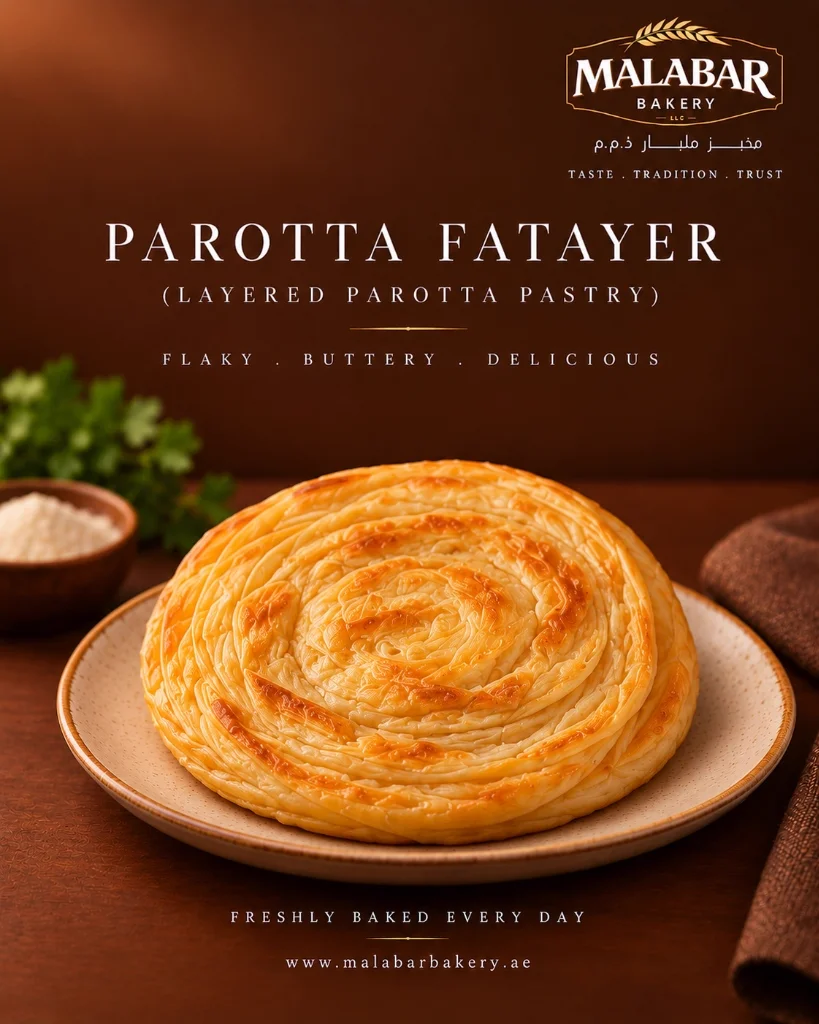 MALABAR
BAKERY
LLC
مخبز ملبار ذ.م.م
TASTE . TRADITION . TRUST
PAROTTA FATAYER
(LAYERED PAROTTA PASTRY)
FLAKY . BUTTERY . DELICIOUS
FRESHLY BAKED EVERY DAY
www.malabarbakery.ae